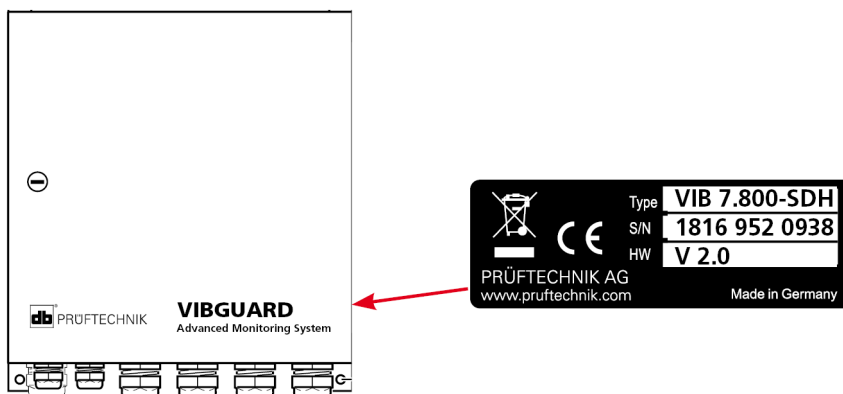 db PRÜFTECHNIK
VIBGUARD
Advanced Monitoring System
Type VIB 7.800-SDH
S/N 1816 952 0938
HW V 2.0
CE
PRÜFTECHNIK AG
www.pruftechnik.com
Made in Germany